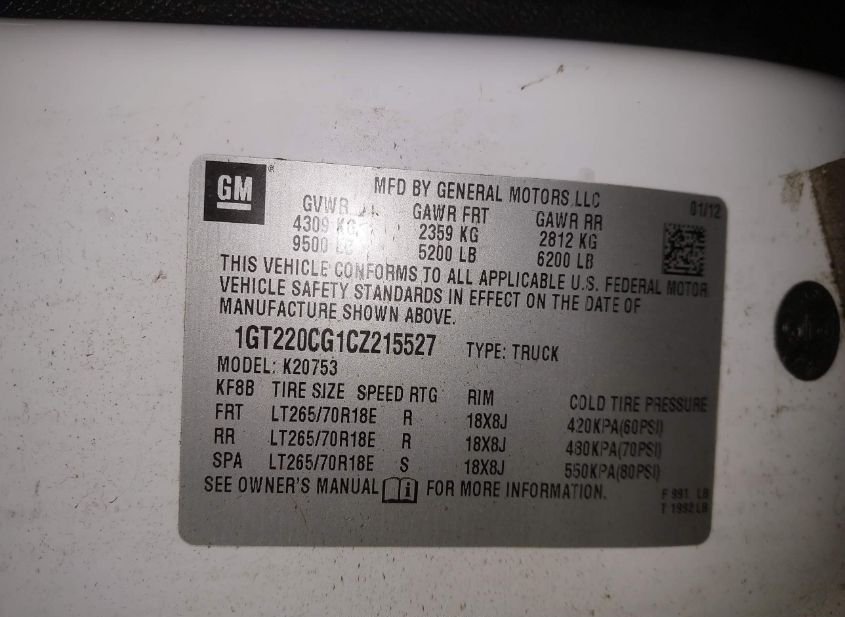 GM ®
MFD BY GENERAL MOTORS LLC
01/12
GVWR GAWR FRT GAWR RR
4309 KG 2359 KG 2812 KG
9500 LB 5200 LB 6200 LB
THIS VEHICLE CONFORMS TO ALL APPLICABLE U.S. FEDERAL MOTOR
VEHICLE SAFETY STANDARDS IN EFFECT ON THE DATE OF
MANUFACTURE SHOWN ABOVE.
1GT220CG1CZ215527 TYPE: TRUCK
MODEL: K20753
KF8B TIRE SIZE SPEED RTG RIM COLD TIRE PRESSURE
FRT LT265/70R18E R 18X8J 420KPA(60PSI)
RR LT265/70R18E R 18X8J 480KPA(70PSI)
SPA LT265/70R18E S 18X8J 550KPA(80PSI)
SEE OWNER'S MANUAL FOR MORE INFORMATION.
F 991 LB
T 1992 LB